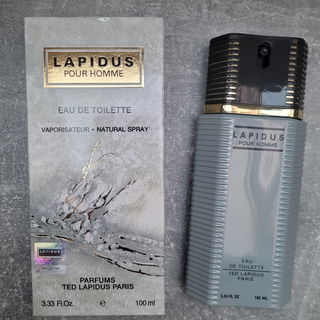 LAPIDUS
POUR HOMME
EAU DE TOILETTE
VAPORISATEUR • NATURAL SPRAY
PARFUMS
TED LAPIDUS PARIS
3.33 Fl.Oz. e 100 ml
LAPIDUS
POUR HOMME
EAU
DE TOILETTE
TED LAPIDUS
PARIS
3.33 FL.OZ 100 ML